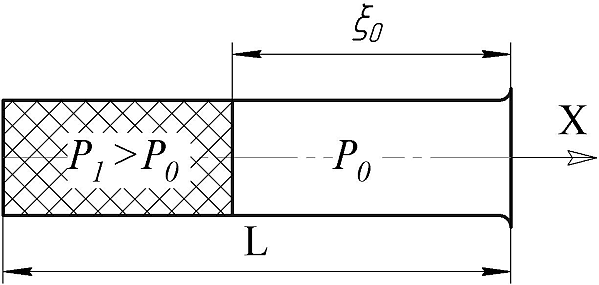 ξ₀
X
P₁ > P₀
P₀
L